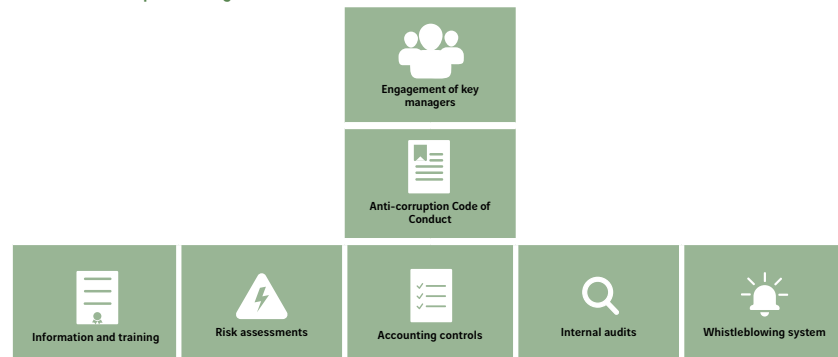 Engagement of key
managers
Anti-corruption Code of
Conduct
Information and training
Risk assessments
Accounting controls
Internal audits
Whistleblowing system